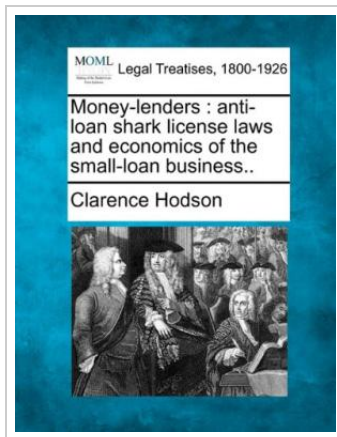 MOML
Legal Treatises, 1800-1926
Money-lenders : anti-
loan shark license laws
and economics of the
small-loan business..
Clarence Hodson